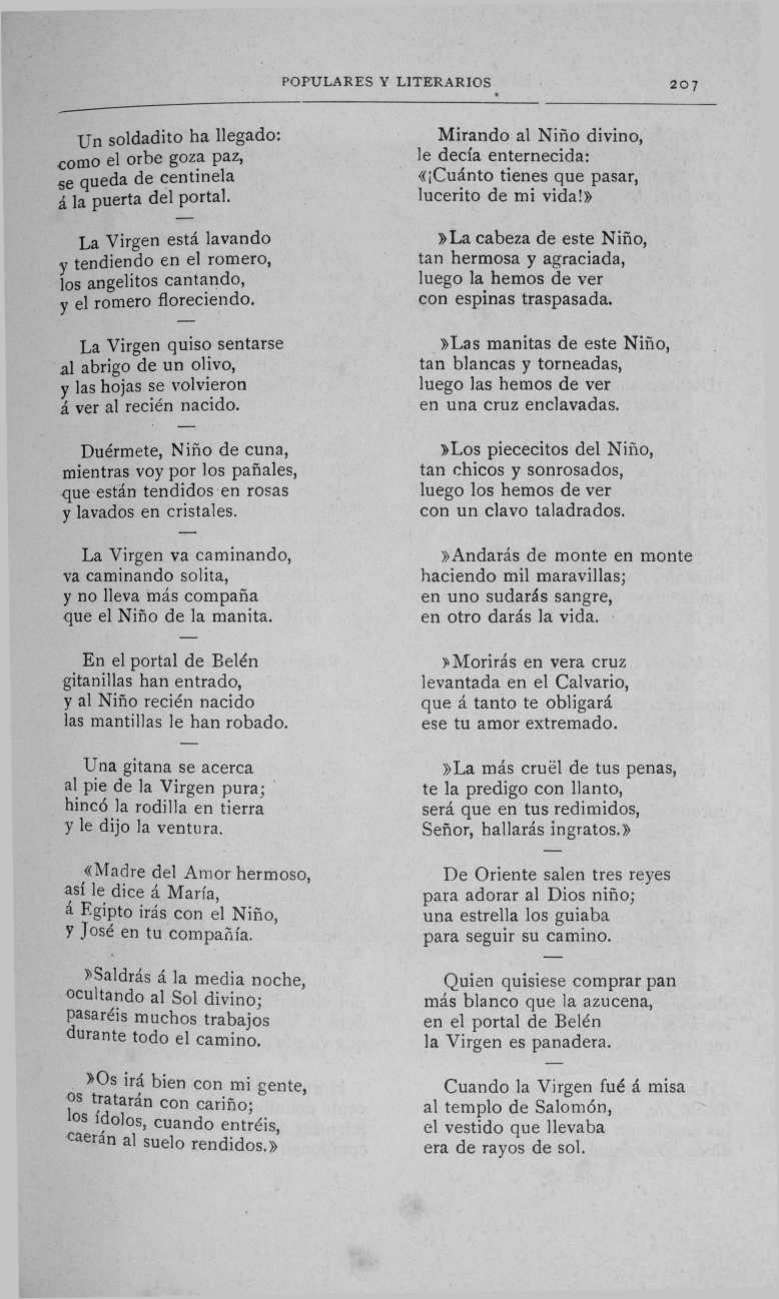 POPULARES Y LITERARIOS 207
Un soldadito ha llegado:
como el orbe goza paz,
se queda de centinela
á la puerta del portal.
La Virgen está lavando
y tendiendo en el romero,
los angelitos cantando,
y el romero floreciendo.
La Virgen quiso sentarse
al abrigo de un olivo,
y las hojas se volvieron
á ver al recién nacido.
Duérmete, Niño de cuna,
mientras voy por los pañales,
que están tendidos en rosas
y lavados en cristales.
La Virgen va caminando,
va caminando solita,
y no lleva más compaña
que el Niño de la manita.
En el portal de Belén
gitanillas han entrado,
y al Niño recién nacido
las mantillas le han robado.
Una gitana se acerca
al pie de la Virgen pura;
hincó la rodilla en tierra
y le dijo la ventura.
«Madre del Amor hermoso,
así le dice á María,
á Egipto irás con el Niño,
y José en tu compañía.
»Saldrás á la media noche,
ocultando al Sol divino;
pasaréis muchos trabajos
durante todo el camino.
»Os irá bien con mi gente,
os tratarán con cariño;
los ídolos, cuando entréis,
caerán al suelo rendidos.»
Mirando al Niño divino,
le decía enternecida:
«¡Cuánto tienes que pasar,
lucerito de mi vida!»
»La cabeza de este Niño,
tan hermosa y agraciada,
luego la hemos de ver
con espinas traspasada.
»Las manitas de este Niño,
tan blancas y torneadas,
luego las hemos de ver
en una cruz enclavadas.
»Los piececitos del Niño,
tan chicos y sonrosados,
luego los hemos de ver
con un clavo taladrados.
»Andarás de monte en monte
haciendo mil maravillas;
en uno sudarás sangre,
en otro darás la vida.
»Morirás en vera cruz
levantada en el Calvario,
que á tanto te obligará
ese tu amor extremado.
»La más cruël de tus penas,
te la predigo con llanto,
será que en tus redimidos,
Señor, hallarás ingratos.»
De Oriente salen tres reyes
para adorar al Dios niño;
una estrella los guiaba
para seguir su camino.
Quien quisiese comprar pan
más blanco que la azucena,
en el portal de Belén
la Virgen es panadera.
Cuando la Virgen fué á misa
al templo de Salomón,
el vestido que llevaba
era de rayos de sol.